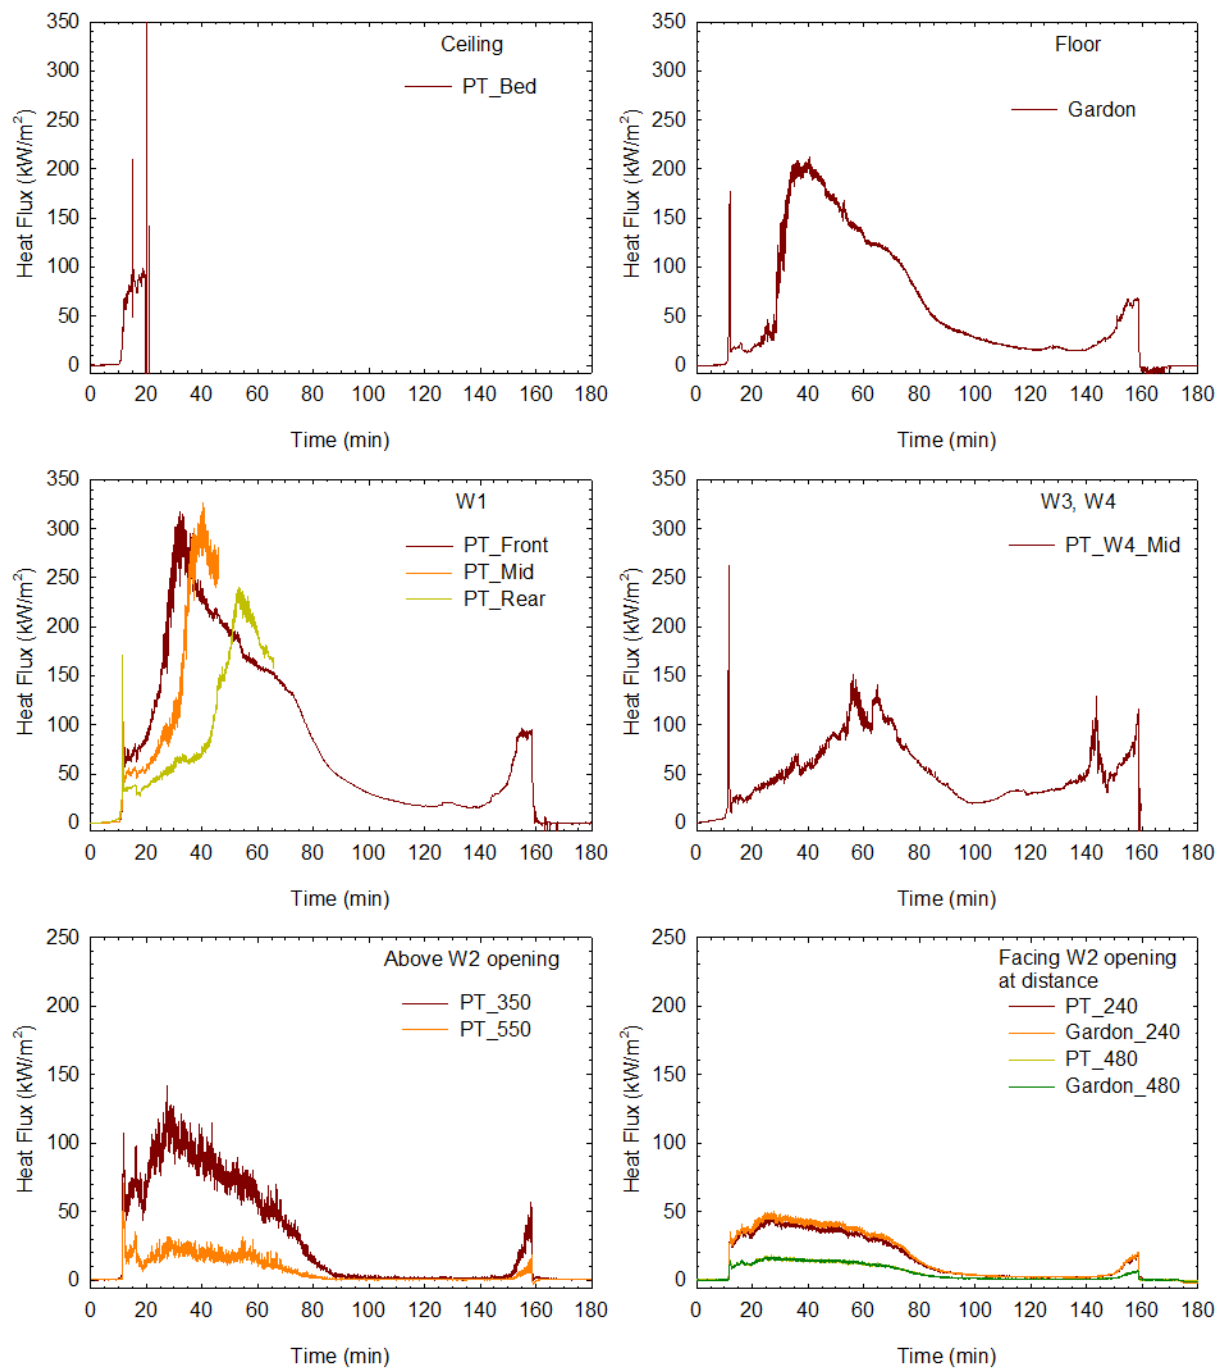 Ceiling
PT_Bed
Heat Flux (kW/m²)
350
300
250
200
150
100
50
0
0 20 40 60 80 100 120 140 160 180
Time (min)
Floor
Gardon
Heat Flux (kW/m²)
350
300
250
200
150
100
50
0
0 20 40 60 80 100 120 140 160 180
Time (min)
W1
PT_Front
PT_Mid
PT_Rear
Heat Flux (kW/m²)
350
300
250
200
150
100
50
0
0 20 40 60 80 100 120 140 160 180
Time (min)
W3, W4
PT_W4_Mid
Heat Flux (kW/m²)
350
300
250
200
150
100
50
0
0 20 40 60 80 100 120 140 160 180
Time (min)
Above W2 opening
PT_350
PT_550
Heat Flux (kW/m²)
250
200
150
100
50
0
0 20 40 60 80 100 120 140 160 180
Time (min)
Facing W2 opening
at distance
PT_240
Gardon_240
PT_480
Gardon_480
Heat Flux (kW/m²)
250
200
150
100
50
0
0 20 40 60 80 100 120 140 160 180
Time (min)